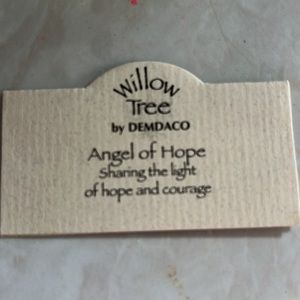 Willow
Tree
by DEMDACO
Angel of Hope
Sharing the light
of hope and courage